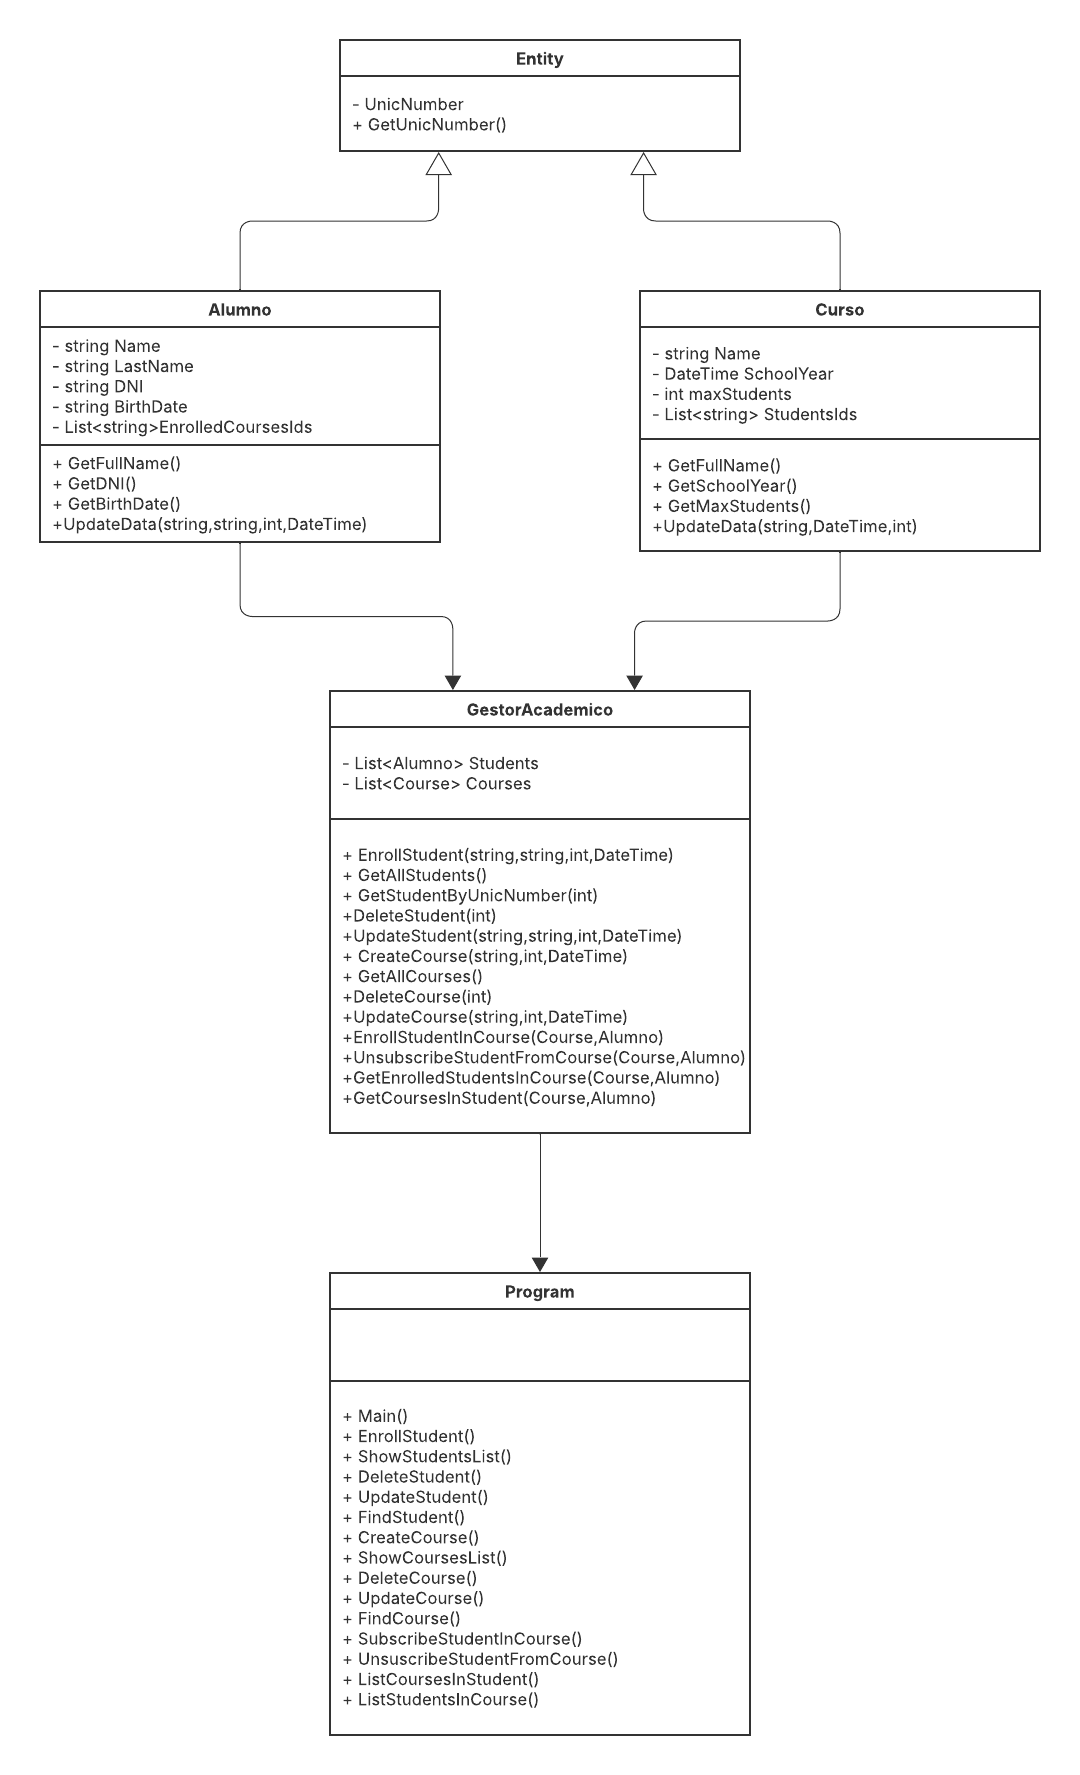 Entity
- UnicNumber
+ GetUnicNumber()
Alumno
- string Name
- string LastName
- string DNI
- string BirthDate
- List<string>EnrolledCoursesIds
+ GetFullName()
+ GetDNI()
+ GetBirthDate()
+UpdateData(string,string,int,DateTime)
Curso
- string Name
- DateTime SchoolYear
- int maxStudents
- List<string> StudentsIds
+ GetFullName()
+ GetSchoolYear()
+ GetMaxStudents()
+UpdateData(string,DateTime,int)
GestorAcademico
- List<Alumno> Students
- List<Course> Courses
+ EnrollStudent(string,string,int,DateTime)
+ GetAllStudents()
+ GetStudentByUnicNumber(int)
+DeleteStudent(int)
+UpdateStudent(string,string,int,DateTime)
+ CreateCourse(string,int,DateTime)
+ GetAllCourses()
+DeleteCourse(int)
+UpdateCourse(string,int,DateTime)
+EnrollStudentInCourse(Course,Alumno)
+UnsubscribeStudentFromCourse(Course,Alumno)
+GetEnrolledStudentsInCourse(Course,Alumno)
+GetCoursesInStudent(Course,Alumno)
Program
+ Main()
+ EnrollStudent()
+ ShowStudentsList()
+ DeleteStudent()
+ UpdateStudent()
+ FindStudent()
+ CreateCourse()
+ ShowCoursesList()
+ DeleteCourse()
+ UpdateCourse()
+ FindCourse()
+ SubscribeStudentInCourse()
+ UnsuscribeStudentFromCourse()
+ ListCoursesInStudent()
+ ListStudentsInCourse()